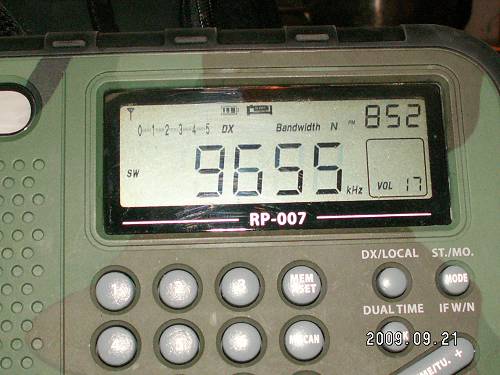 0 1 2 3 4 5 DX Bandwidth N PM 852
SW 9655 kHz VOL 17
RP-007
DX/LOCAL ST./MO.
MEM
MODE
DUAL TIME IF W/N
2009.09.21